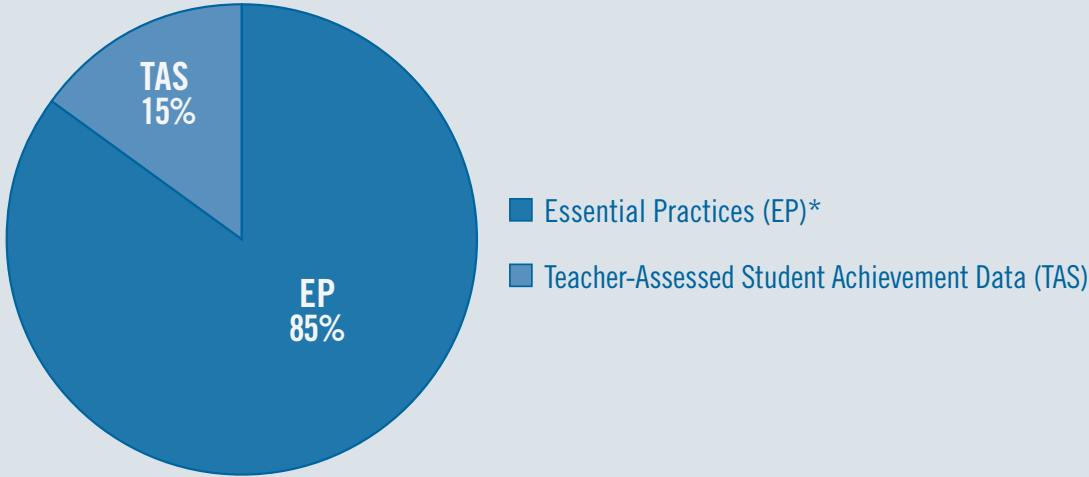 TAS
15%
EP
85%
Essential Practices (EP)*
Teacher-Assessed Student Achievement Data (TAS)